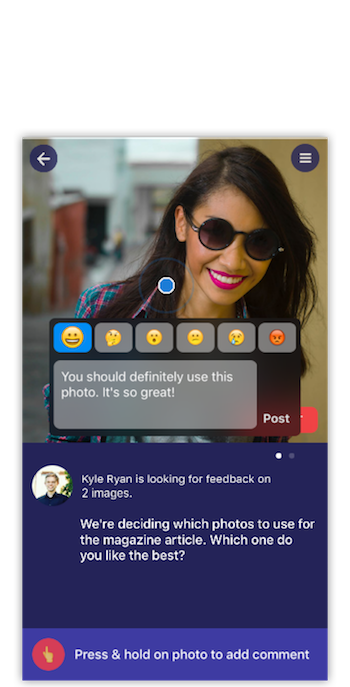 You should definitely use this
photo. It's so great!
Post
Kyle Ryan is looking for feedback on
2 images.
We're deciding which photos to use for
the magazine article. Which one do
you like the best?
Press & hold on photo to add comment